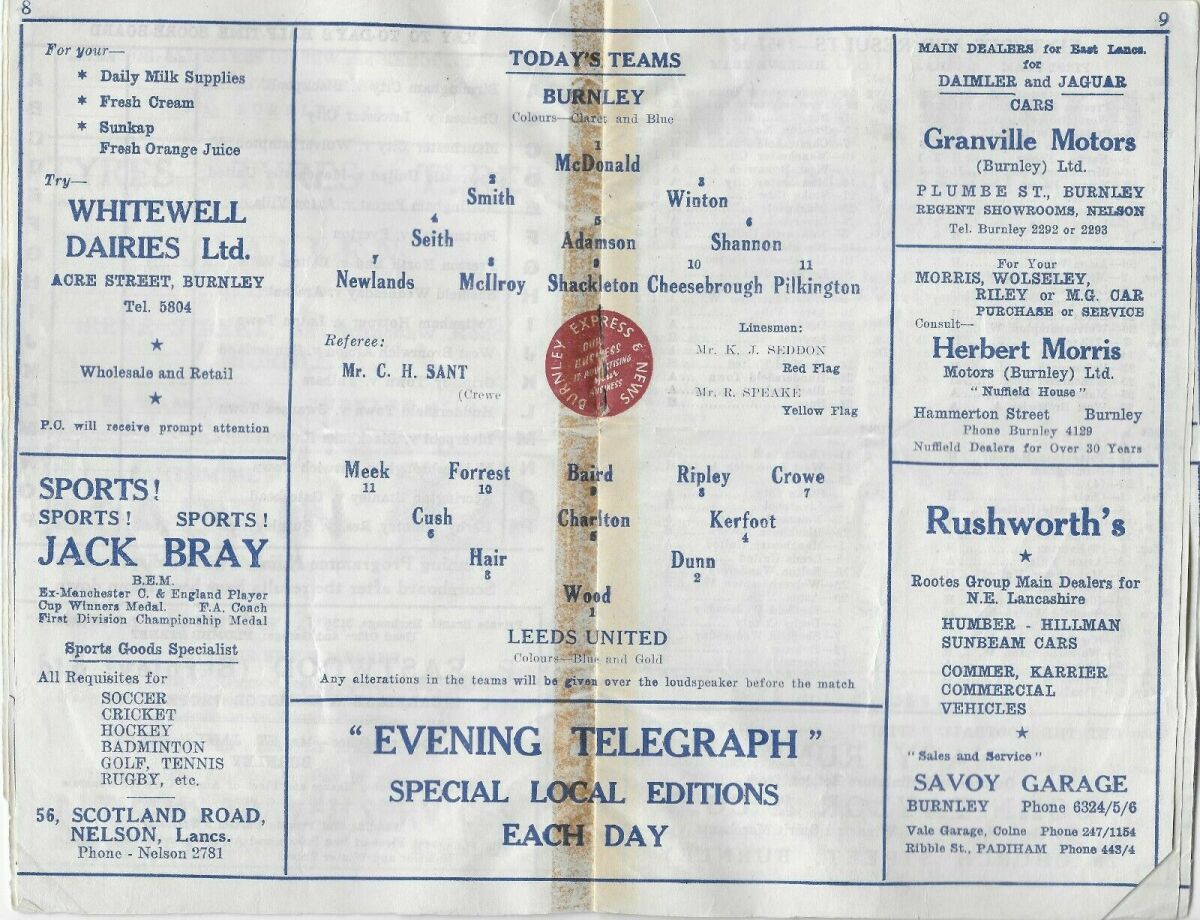 8
For your—
* Daily Milk Supplies
* Fresh Cream
* Sunkap
Fresh Orange Juice
Try—
WHITEWELL
DAIRIES Ltd.
ACRE STREET, BURNLEY
Tel. 5804
★
Wholesale and Retail
★
P.C. will receive prompt attention
SPORTS!
SPORTS! SPORTS!
JACK BRAY
B.E.M.
Ex-Manchester C. & England Player
Cup Winners Medal. F.A. Coach
First Division Championship Medal
Sports Goods Specialist
All Requisites for
SOCCER
CRICKET
HOCKEY
BADMINTON
GOLF, TENNIS
RUGBY, etc.
56, SCOTLAND ROAD,
NELSON, Lancs.
Phone - Nelson 2781
TODAY'S TEAMS
BURNLEY
Colours—Claret and Blue
1
McDonald
2 3
Smith Winton
4 5 6
Seith Adamson Shannon
7 8 9 10 11
Newlands McIlroy Shackleton Cheesebrough Pilkington
Referee:
Mr. C. H. SANT
(Crewe
BURNLEY EXPRESS & NEWS
OUR
BUSINESS
IS ADVERTISING
YOUR
BUSINESS
Linesmen:
Mr. K. J. SEDDON
Red Flag
Mr. R. SPEAKE
Yellow Flag
Meek Forrest Baird Ripley Crowe
11 10 9 8 7
Cush Charlton Kerfoot
6 5 4
Hair Dunn
3 2
Wood
1
LEEDS UNITED
Colours—Blue and Gold
Any alterations in the teams will be given over the loudspeaker before the match
"EVENING TELEGRAPH"
SPECIAL LOCAL EDITIONS
EACH DAY
9
MAIN DEALERS for East Lancs.
for
DAIMLER and JAGUAR
CARS
Granville Motors
(Burnley) Ltd.
PLUMBE ST., BURNLEY
REGENT SHOWROOMS, NELSON
Tel. Burnley 2292 or 2293
For Your
MORRIS, WOLSELEY,
RILEY or M.G. CAR
PURCHASE or SERVICE
Consult—
Herbert Morris
Motors (Burnley) Ltd.
"Nuffield House"
Hammerton Street Burnley
Phone Burnley 4129
Nuffield Dealers for Over 30 Years
Rushworth's
★
Rootes Group Main Dealers for
N.E. Lancashire
HUMBER - HILLMAN
SUNBEAM CARS
COMMER, KARRIER
COMMERCIAL
VEHICLES
★
"Sales and Service"
SAVOY GARAGE
BURNLEY Phone 6324/5/6
Vale Garage, Colne Phone 247/1154
Ribble St., PADIHAM Phone 443/4